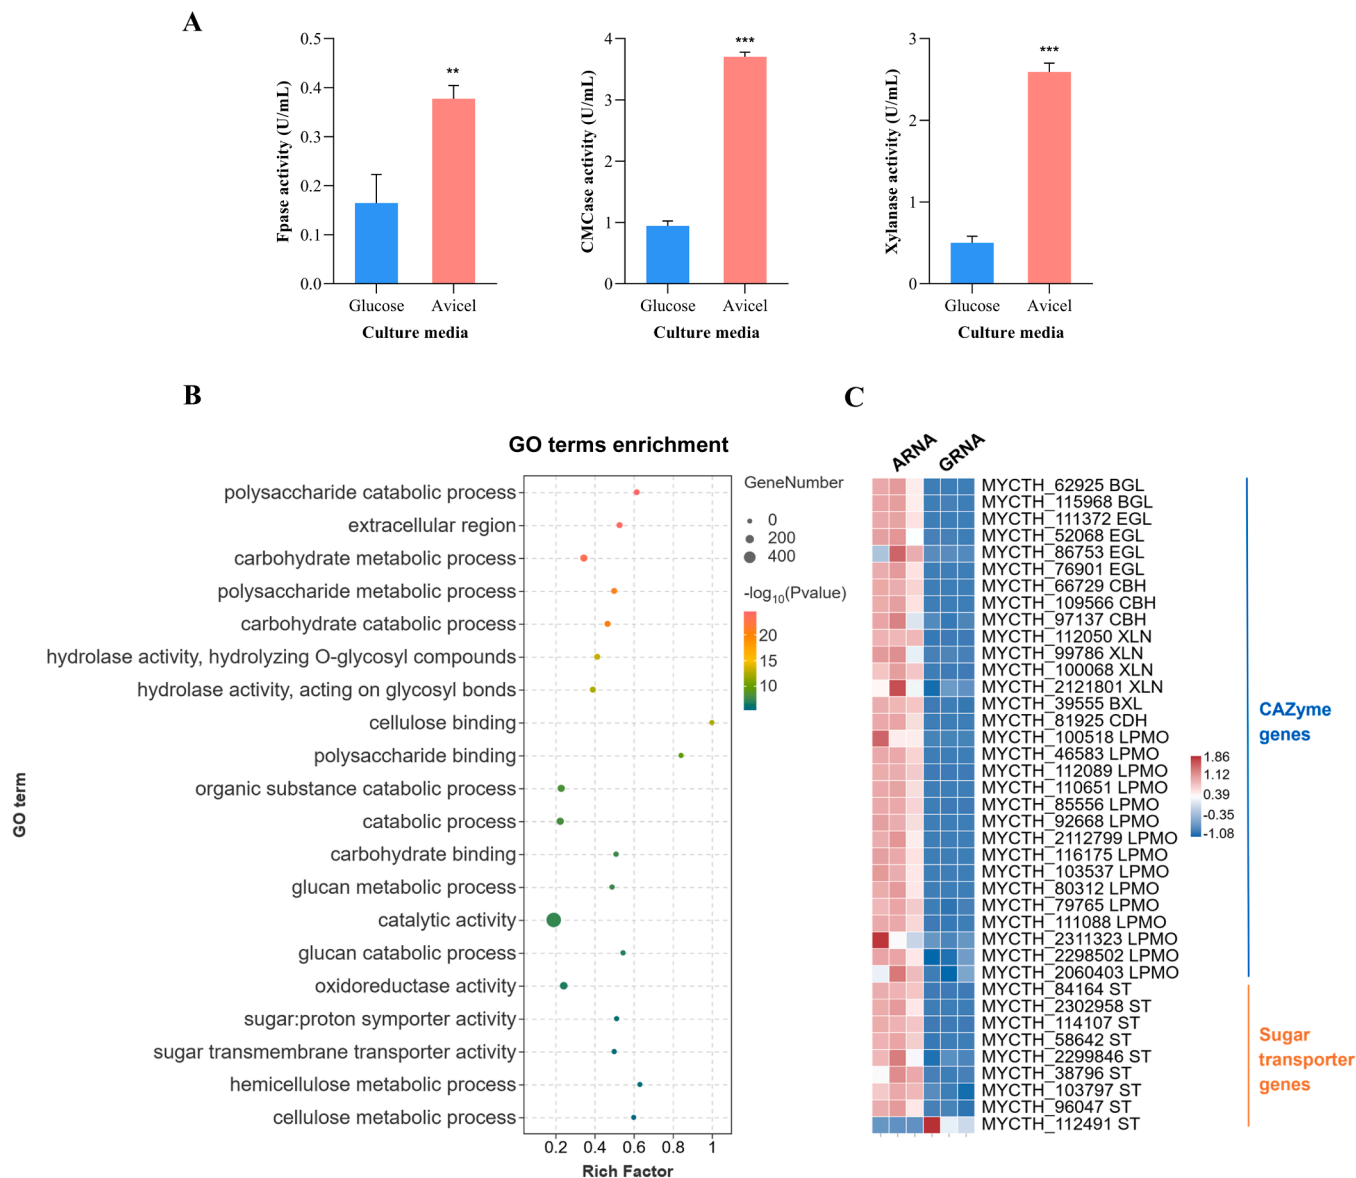 A
0.5
0.4
0.3
0.2
0.1
0.0
Fpase activity (U/mL)
**
Glucose Avicel
Culture media
4
3
2
1
0
CMCase activity (U/mL)
***
Glucose Avicel
Culture media
3
2
1
0
Xylanase activity (U/mL)
***
Glucose Avicel
Culture media
B
GO terms enrichment
GO term
polysaccharide catabolic process
extracellular region
carbohydrate metabolic process
polysaccharide metabolic process
carbohydrate catabolic process
hydrolase activity, hydrolyzing O-glycosyl compounds
hydrolase activity, acting on glycosyl bonds
cellulose binding
polysaccharide binding
organic substance catabolic process
catabolic process
carbohydrate binding
glucan metabolic process
catalytic activity
glucan catabolic process
oxidoreductase activity
sugar:proton symporter activity
sugar transmembrane transporter activity
hemicellulose metabolic process
cellulose metabolic process
0.2 0.4 0.6 0.8 1
Rich Factor
GeneNumber
0
200
400
-log10(Pvalue)
20
15
10
C
ARNA GRNA
MYCTH_62925 BGL
MYCTH_115968 BGL
MYCTH_111372 EGL
MYCTH_52068 EGL
MYCTH_86753 EGL
MYCTH_76901 EGL
MYCTH_66729 CBH
MYCTH_109566 CBH
MYCTH_97137 CBH
MYCTH_112050 XLN
MYCTH_99786 XLN
MYCTH_100068 XLN
MYCTH_2121801 XLN
MYCTH_39555 BXL
MYCTH_81925 CDH
MYCTH_100518 LPMO
MYCTH_46583 LPMO
MYCTH_112089 LPMO
MYCTH_110651 LPMO
MYCTH_85556 LPMO
MYCTH_92668 LPMO
MYCTH_2112799 LPMO
MYCTH_116175 LPMO
MYCTH_103537 LPMO
MYCTH_80312 LPMO
MYCTH_79765 LPMO
MYCTH_111088 LPMO
MYCTH_2311323 LPMO
MYCTH_2298502 LPMO
MYCTH_2060403 LPMO
MYCTH_84164 ST
MYCTH_2302958 ST
MYCTH_114107 ST
MYCTH_58642 ST
MYCTH_2299846 ST
MYCTH_38796 ST
MYCTH_103797 ST
MYCTH_96047 ST
MYCTH_112491 ST
1.86
1.12
0.39
-0.35
-1.08
CAZyme
genes
Sugar
transporter
genes